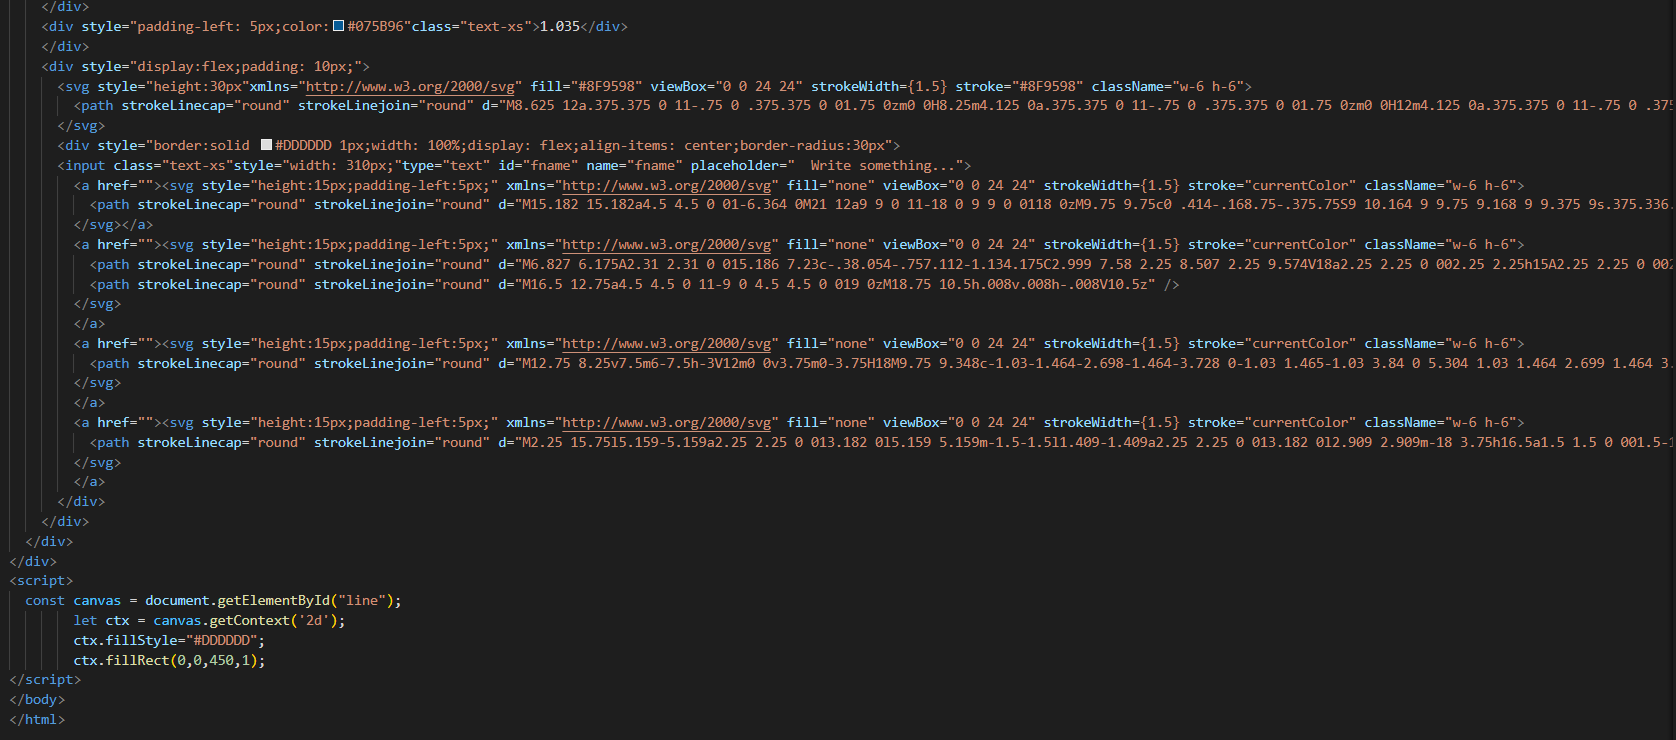 </div>
<div style="padding-left: 5px;color:#075B96"class="text-xs">1.035</div>
</div>
<div style="display:flex;padding: 10px;">
<svg style="height:30px"xmlns="http://www.w3.org/2000/svg" fill="#8F9598" viewBox="0 0 24 24" strokeWidth={1.5} stroke="#8F9598" className="w-6 h-6">
<path strokeLinecap="round" strokeLinejoin="round" d="M8.625 12a.375.375 0 11-.75 0 .375.375 0 01.75 0zm0 0H8.25m4.125 0a.375.375 0 11-.75 0 .375.375 0 01.75 0zm0 0H12m4.125 0a.375.375 0 11-.75 0 .375
</svg>
<div style="border:solid #DDDDDD 1px;width: 100%;display: flex;align-items: center;border-radius:30px">
<input class="text-xs"style="width: 310px;"type="text" id="fname" name="fname" placeholder="  Write something...">
<a href=""><svg style="height:15px;padding-left:5px;" xmlns="http://www.w3.org/2000/svg" fill="none" viewBox="0 0 24 24" strokeWidth={1.5} stroke="currentColor" className="w-6 h-6">
<path strokeLinecap="round" strokeLinejoin="round" d="M15.182 15.182a4.5 4.5 0 01-6.364 0M21 12a9 9 0 11-18 0 9 9 0 0118 0zM9.75 9.75c0 .414-.168.75-.375.75S9 10.164 9 9.75 9.168 9 9.375 9s.375.336.
</svg></a>
<a href=""><svg style="height:15px;padding-left:5px;" xmlns="http://www.w3.org/2000/svg" fill="none" viewBox="0 0 24 24" strokeWidth={1.5} stroke="currentColor" className="w-6 h-6">
<path strokeLinecap="round" strokeLinejoin="round" d="M6.827 6.175A2.31 2.31 0 015.186 7.23c-.38.054-.757.112-1.134.175C2.999 7.58 2.25 8.507 2.25 9.574V18a2.25 2.25 0 002.25 2.25h15A2.25 2.25 0 002
<path strokeLinecap="round" strokeLinejoin="round" d="M16.5 12.75a4.5 4.5 0 11-9 0 4.5 4.5 0 019 0zM18.75 10.5h.008v.008h-.008V10.5z" />
</svg>
</a>
<a href=""><svg style="height:15px;padding-left:5px;" xmlns="http://www.w3.org/2000/svg" fill="none" viewBox="0 0 24 24" strokeWidth={1.5} stroke="currentColor" className="w-6 h-6">
<path strokeLinecap="round" strokeLinejoin="round" d="M12.75 8.25v7.5m6-7.5h-3V12m0 0v3.75m0-3.75H18M9.75 9.348c-1.03-1.464-2.698-1.464-3.728 0-1.03 1.465-1.03 3.84 0 5.304 1.03 1.464 2.699 1.464 3.
</svg>
</a>
<a href=""><svg style="height:15px;padding-left:5px;" xmlns="http://www.w3.org/2000/svg" fill="none" viewBox="0 0 24 24" strokeWidth={1.5} stroke="currentColor" className="w-6 h-6">
<path strokeLinecap="round" strokeLinejoin="round" d="M2.25 15.75l5.159-5.159a2.25 2.25 0 013.182 0l5.159 5.159m-1.5-1.5l1.409-1.409a2.25 2.25 0 013.182 0l2.909 2.909m-18 3.75h16.5a1.5 1.5 0 001.5-1
</svg>
</a>
</div>
</div>
</div>
</div>
<script>
const canvas = document.getElementById("line");
let ctx = canvas.getContext('2d');
ctx.fillStyle="#DDDDDD";
ctx.fillRect(0,0,450,1);
</script>
</body>
</html>